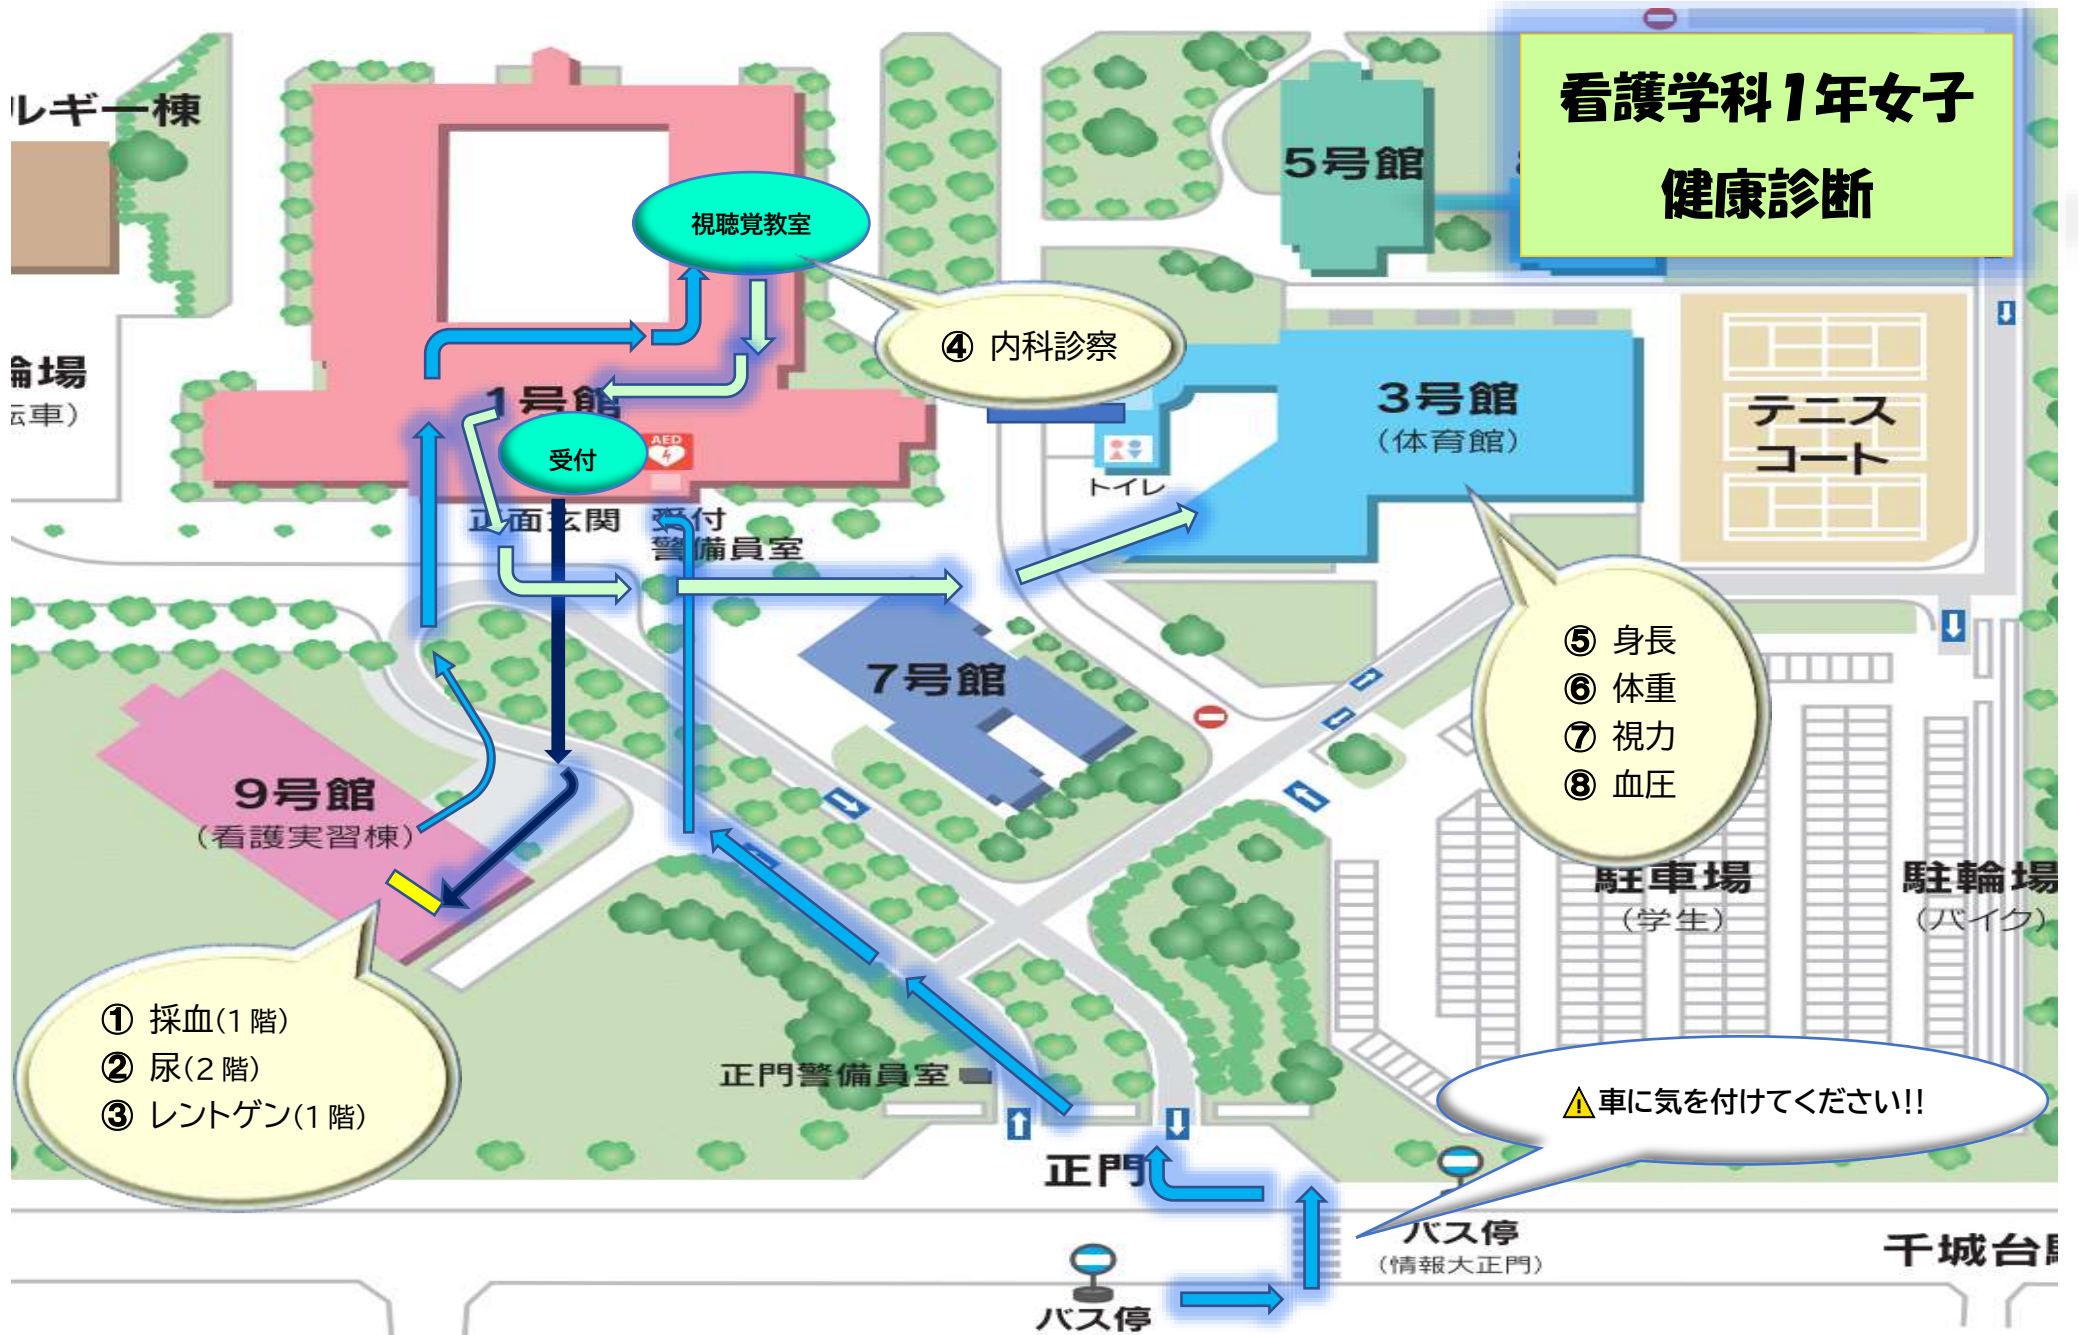 看護学科1年女子
健康診断
ルギー棟
5号館
視聴覚教室
④ 内科診察
輪場
転車）
1号館
AED
受付
3号館
（体育館）
テニス
コート
トイレ
正面玄関
受付
警備員室
⑤ 身長
⑥ 体重
⑦ 視力
⑧ 血圧
7号館
9号館
（看護実習棟）
駐車場
（学生）
駐輪場
（バイク）
① 採血(1階)
② 尿(2階)
③ レントゲン(1階)
正門警備員室
⚠車に気を付けてください!!
正門
バス停
（情報大正門）
千城台駅
バス停